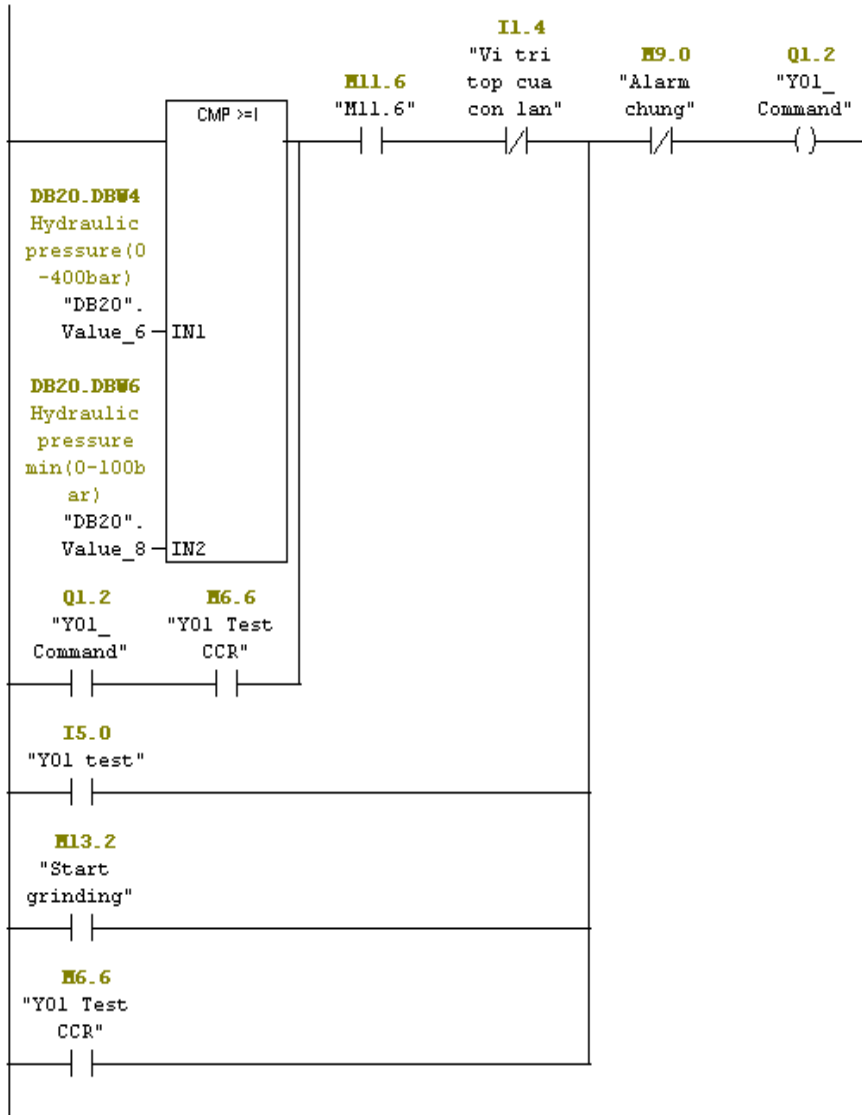 I1.4
"Vi tri
top cua
con lan"
M9.0
"Alarm
chung"
Q1.2
"Y01_
Command"
M11.6
"M11.6"
CMP >=I
DB20.DBW4
Hydraulic
pressure(0
-400bar)
"DB20".
Value_6
IN1
DB20.DBW6
Hydraulic
pressure
min(0-100b
ar)
"DB20".
Value_8
IN2
Q1.2
"Y01_
Command"
M6.6
"Y01 Test
CCR"
I5.0
"Y01 test"
M13.2
"Start
grinding"
M6.6
"Y01 Test
CCR"